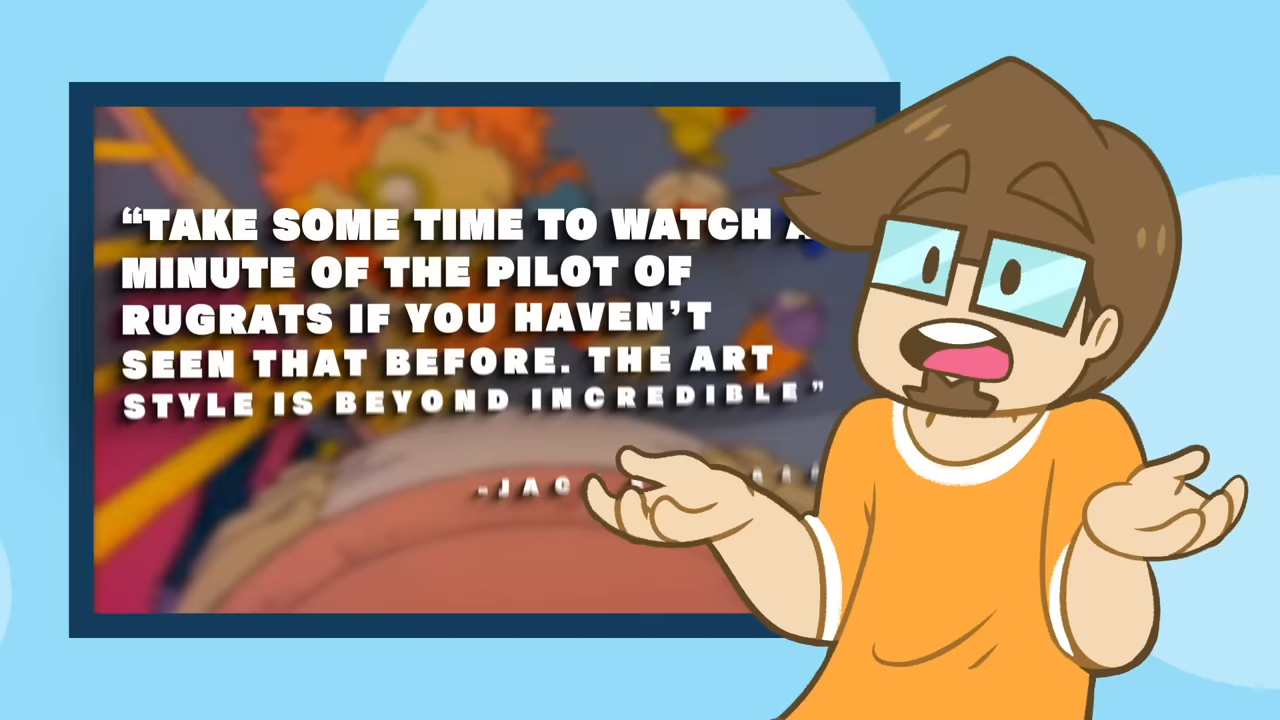 “TAKE SOME TIME TO WATCH A
MINUTE OF THE PILOT OF
RUGRATS IF YOU HAVEN’T
SEEN THAT BEFORE. THE ART
STYLE IS BEYOND INCREDIBLE”